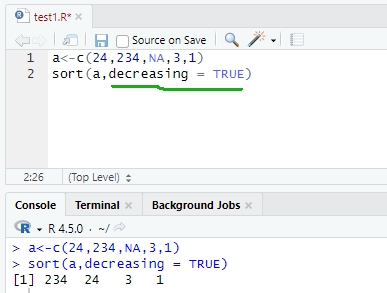 test1.R*
Source on Save
1 a<-c(24,234,NA,3,1)
2 sort(a,decreasing = TRUE)
2:26 (Top Level)
Console Terminal Background Jobs
R 4.5.0 · ~/
> a<-c(24,234,NA,3,1)
> sort(a,decreasing = TRUE)
[1] 234 24 3 1